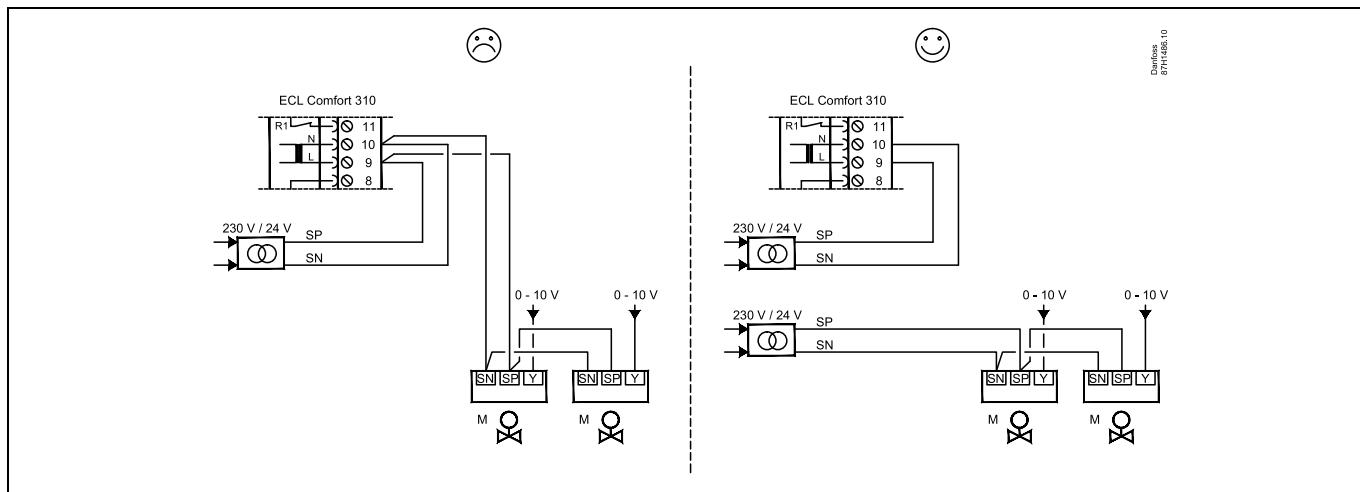 Danfoss
87H1486.10
ECL Comfort 310
R1
11
N
10
L
9
8
230 V / 24 V
SP
SN
0 - 10 V
0 - 10 V
SN SP Y
SN SP Y
M
M
ECL Comfort 310
R1
11
N
10
L
9
8
230 V / 24 V
SP
SN
0 - 10 V
0 - 10 V
230 V / 24 V
SP
SN
SN SP Y
SN SP Y
M
M